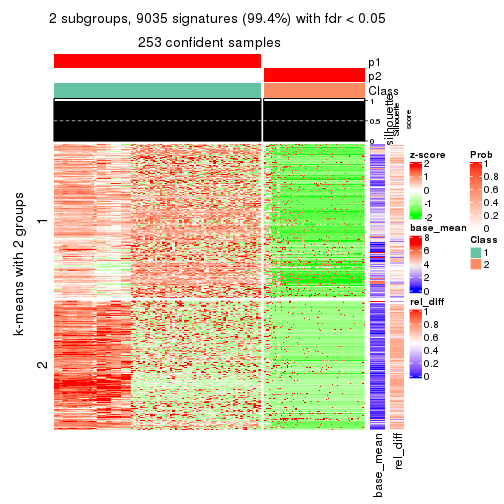 2 subgroups, 9035 signatures (99.4%) with fdr < 0.05
253 confident samples
p1
p2
Class
1
0.5
0
silhouette
Silhouette
score
k-means with 2 groups
1
2
base_mean
rel_diff
z-score
2
1
0
-1
-2
base_mean
8
6
4
2
0
rel_diff
1
0.8
0.6
0.4
0.2
0
Prob
1
0.8
0.6
0.4
0.2
0
Class
1
2